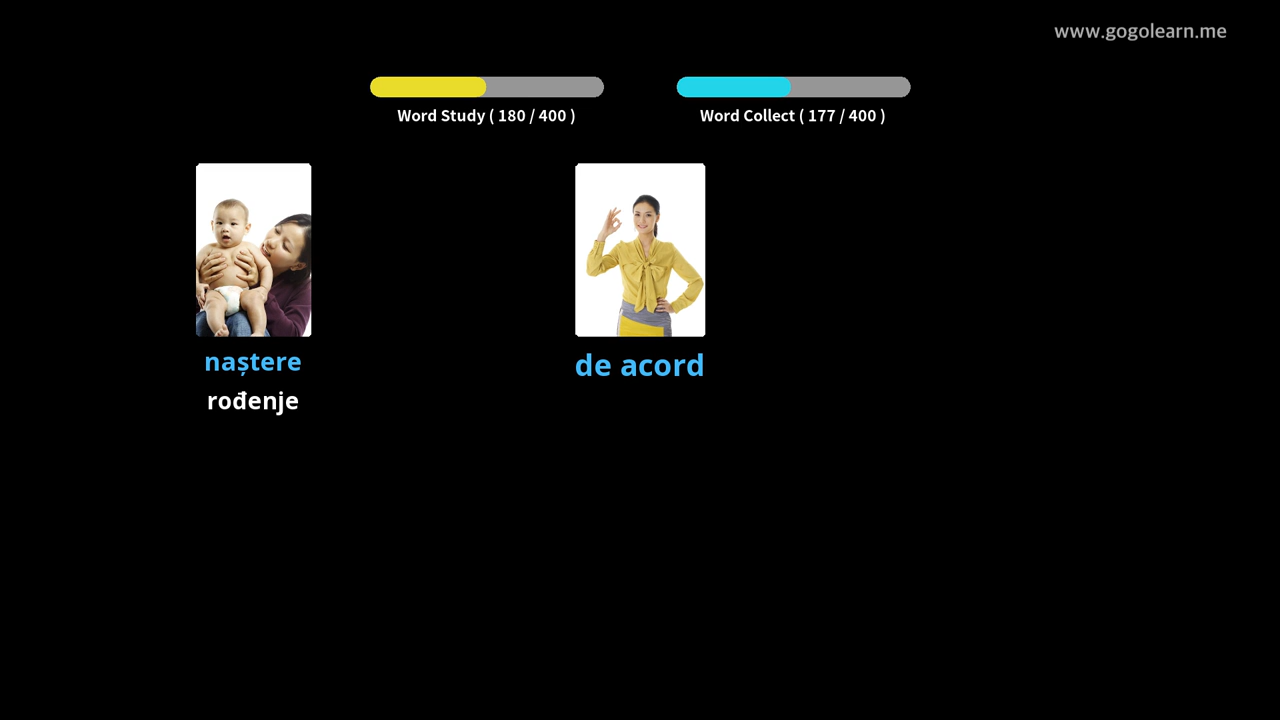 www.gogolearn.me
Word Study ( 180 / 400 )
Word Collect ( 177 / 400 )
naștere
rođenje
de acord